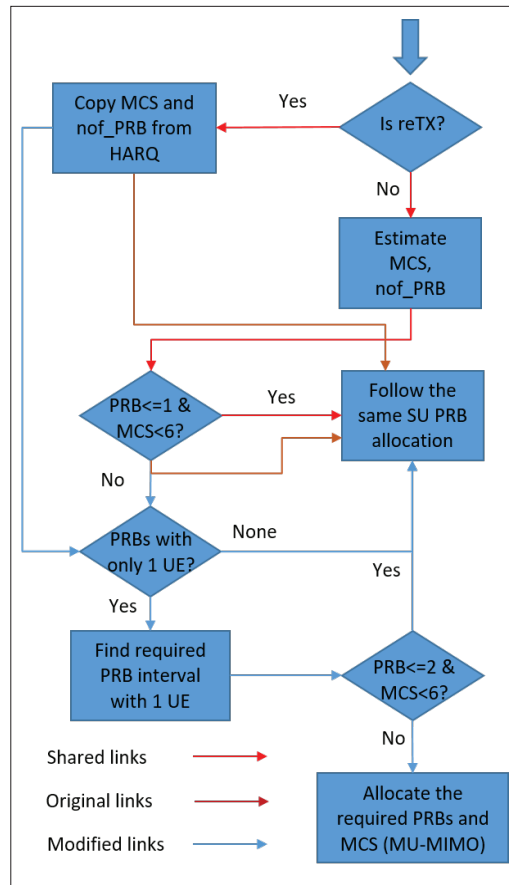 Copy MCS and
nof_PRB from
HARQ
Yes
Is reTX?
No
Estimate
MCS,
nof_PRB
PRB<=1 &
MCS<6?
Yes
Follow the
same SU PRB
allocation
No
PRBs with
only 1 UE?
None
Yes
Yes
Find required
PRB interval
with 1 UE
PRB<=2 &
MCS<6?
No
Shared links
Original links
Modified links
Allocate the
required PRBs and
MCS (MU-MIMO)